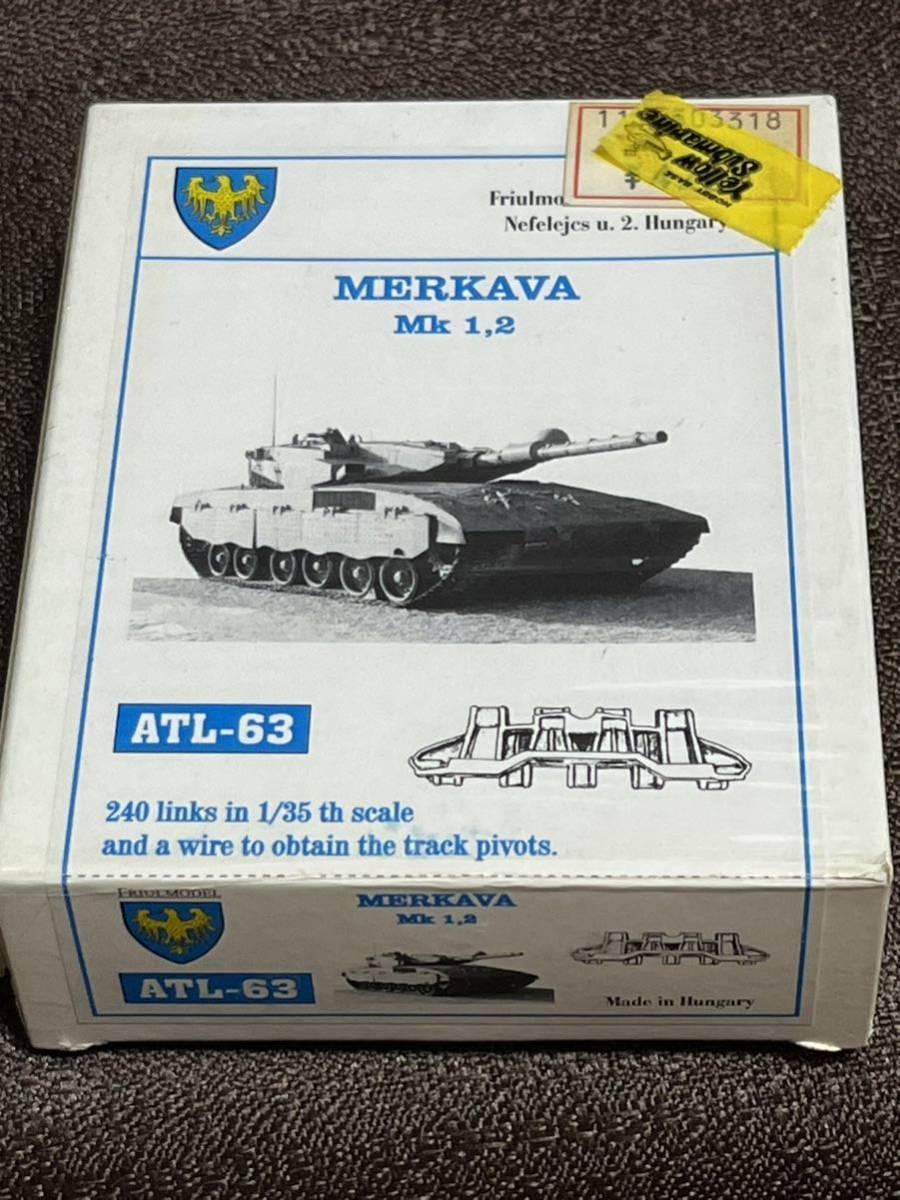 Yellow
Submarine
Nefelejcs u. 2. Hungary
MERKAVA
Mk 1,2
ATL-63
240 links in 1/35 th scale
and a wire to obtain the track pivots.
FRIULMODEL
MERKAVA
Mk 1,2
ATL-63
Made in Hungary